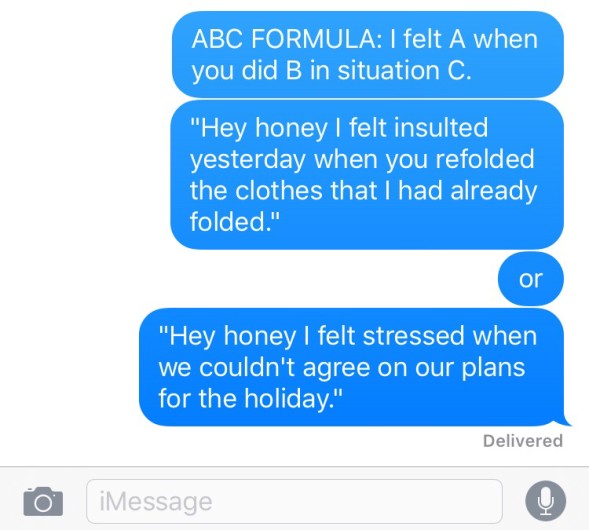 ABC FORMULA: I felt A when
you did B in situation C.
"Hey honey I felt insulted
yesterday when you refolded
the clothes that I had already
folded."
or
"Hey honey I felt stressed when
we couldn't agree on our plans
for the holiday."
Delivered
iMessage